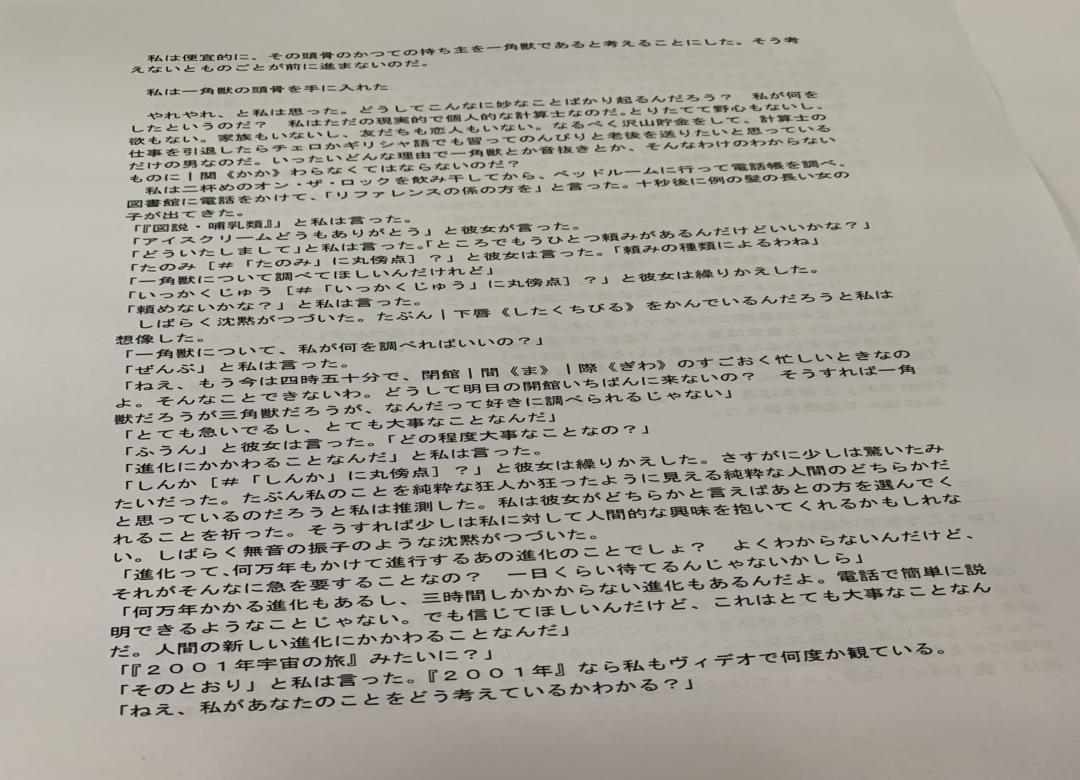 私は便宜的に、その頭骨のかつての持ち主を一角獣であると考えることにした。そう考
えないとものごとが前に進まないのだ。
私は一角獣の頭骨を手に入れた
やれやれ、と私は思った。どうしてこんなに妙なことばかり起るんだろう？　私が何を
したというのだ？　私はただの現実的で個人的な計算士なのだ。とりたてて野心もないし、
欲もない。家族もいないし、友だちも恋人もいない。なるべく沢山貯金をして、計算士の
仕事を引退したらチェロかギリシャ語でも習ってのんびりと老後を送りたいと思っている
だけの男なのだ。いったいどんな理由で一角獣とか音抜きとか、そんなわけのわからない
ものに｜関《かか》わらなくてはならないのだ？
私は二杯めのオン・ザ・ロックを飲み干してから、ベッドルームに行って電話帳を調べ、
図書館に電話をかけて、「リファレンスの係の方を」と言った。十秒後に例の髪の長い女の
子が出てきた。
「『図説・哺乳類』」と私は言った。
「アイスクリームどうもありがとう」と彼女が言った。
「どういたしまして」と私は言った。「ところでもうひとつ頼みがあるんだけどいいかな？」
「たのみ［＃「たのみ」に丸傍点］？」と彼女は言った。「頼みの種類によるわね」
「一角獣について調べてほしいんだけれど」
「いっかくじゅう［＃「いっかくじゅう」に丸傍点］？」と彼女は繰りかえした。
「頼めないかな？」と私は言った。
しばらく沈黙がつづいた。たぶん｜下唇《したくちびる》をかんでいるんだろうと私は
想像した。
「一角獣について、私が何を調べればいいの？」
「ぜんぶ」と私は言った。
「ねえ、もう今は四時五十分で、閉館｜間《ま》｜際《ぎわ》のすごおく忙しいときなの
よ。そんなことできないわ。どうして明日の開館いちばんに来ないの？　そうすれば一角
獣だろうが三角獣だろうが、なんだって好きに調べられるじゃない」
「とても急いでるし、とても大事なことなんだ」
「ふうん」と彼女は言った。「どの程度大事なことなの？」
「進化にかかわることなんだ」と私は言った。
「しんか［＃「しんか」に丸傍点］？」と彼女は繰りかえした。さすがに少しは驚いたみ
たいだった。たぶん私のことを純粋な狂人か狂ったように見える純粋な人間のどちらかだ
と思っているのだろうと私は推測した。私は彼女がどちらかと言えばあとの方を選んでく
れることを祈った。そうすれば少しは私に対して人間的な興味を抱いてくれるかもしれな
い。しばらく無音の振子のような沈黙がつづいた。
「進化って、何万年もかけて進行するあの進化のことでしょ？　よくわからないんだけど、
それがそんなに急を要することなの？　一日くらい待てるんじゃないかしら」
「何万年かかる進化もあるし、三時間しかかからない進化もあるんだよ。電話で簡単に説
明できるようなことじゃない。でも信じてほしいんだけど、これはとても大事なことなん
だ。人間の新しい進化にかかわることなんだ」
「『２００１年宇宙の旅』みたいに？」
「そのとおり」と私は言った。『２００１年』なら私もヴィデオで何度か観ている。
「ねえ、私があなたのことをどう考えているかわかる？」